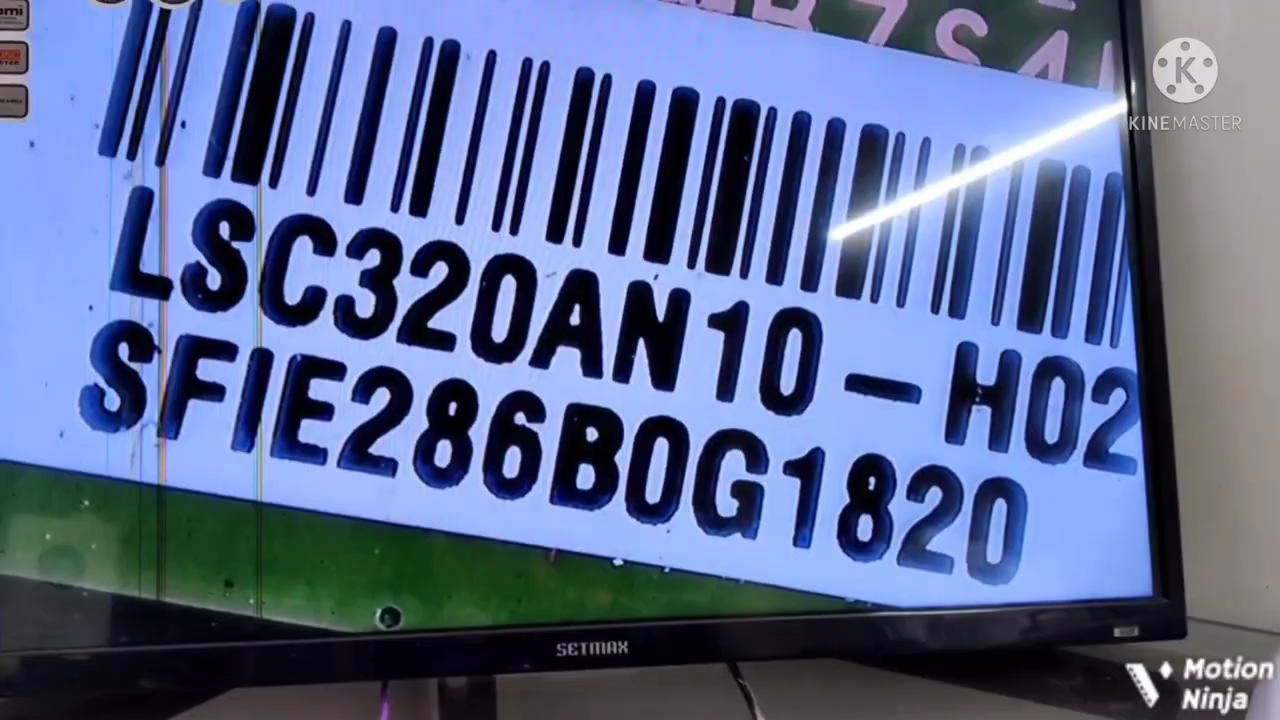 KINEMASTER
LSC320AN10-H02
SFIE286B0G1820
SETMAX
Motion
Ninja